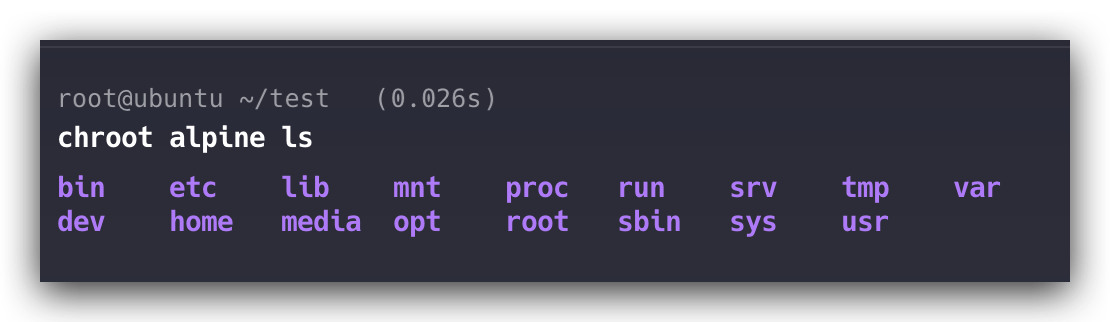 root@ubuntu ~/test (0.026s)
chroot alpine ls
bin etc lib mnt proc run srv tmp var
dev home media opt root sbin sys usr